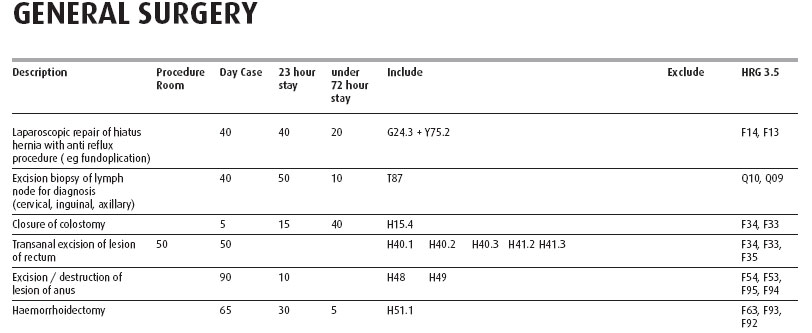 GENERAL SURGERY
Description Procedure Day Case 23 hour under Include Exclude HRG 3.5
Room stay 72 hour
stay
Laparoscopic repair of hiatus 40 40 20 G24.3 + Y75.2 F14, F13
hernia with anti reflux
procedure ( eg fundoplication)
Excision biopsy of lymph 40 50 10 T87 Q10, Q09
node for diagnosis
(cervical, inguinal, axillary)
Closure of colostomy 5 15 40 H15.4 F34, F33
Transanal excision of lesion 50 50 H40.1 H40.2 H40.3 H41.2 H41.3 F34, F33,
of rectum F35
Excision / destruction of 90 10 H48 H49 F54, F53,
lesion of anus F95, F94
Haemorrhoidectomy 65 30 5 H51.1 F63, F93,
F92